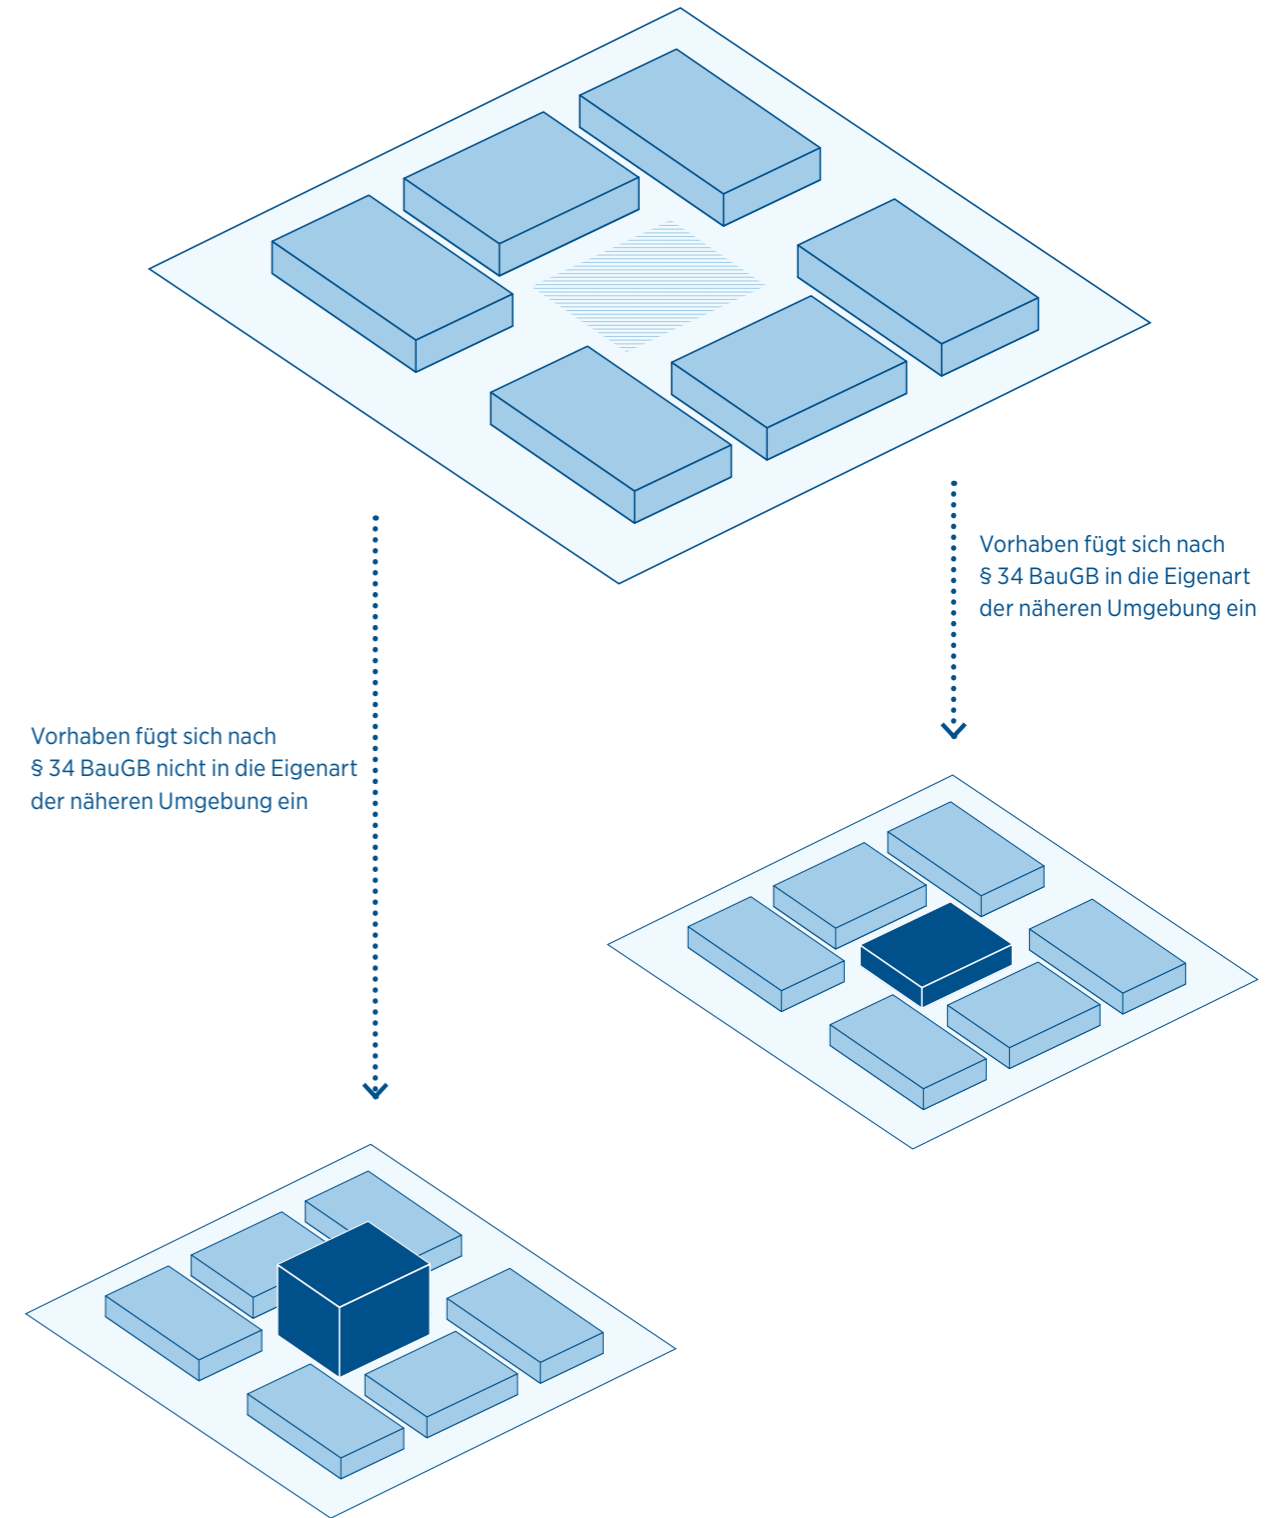 Vorhaben fügt sich nach
§ 34 BauGB in die Eigenart
der näheren Umgebung ein
Vorhaben fügt sich nach
§ 34 BauGB nicht in die Eigenart
der näheren Umgebung ein